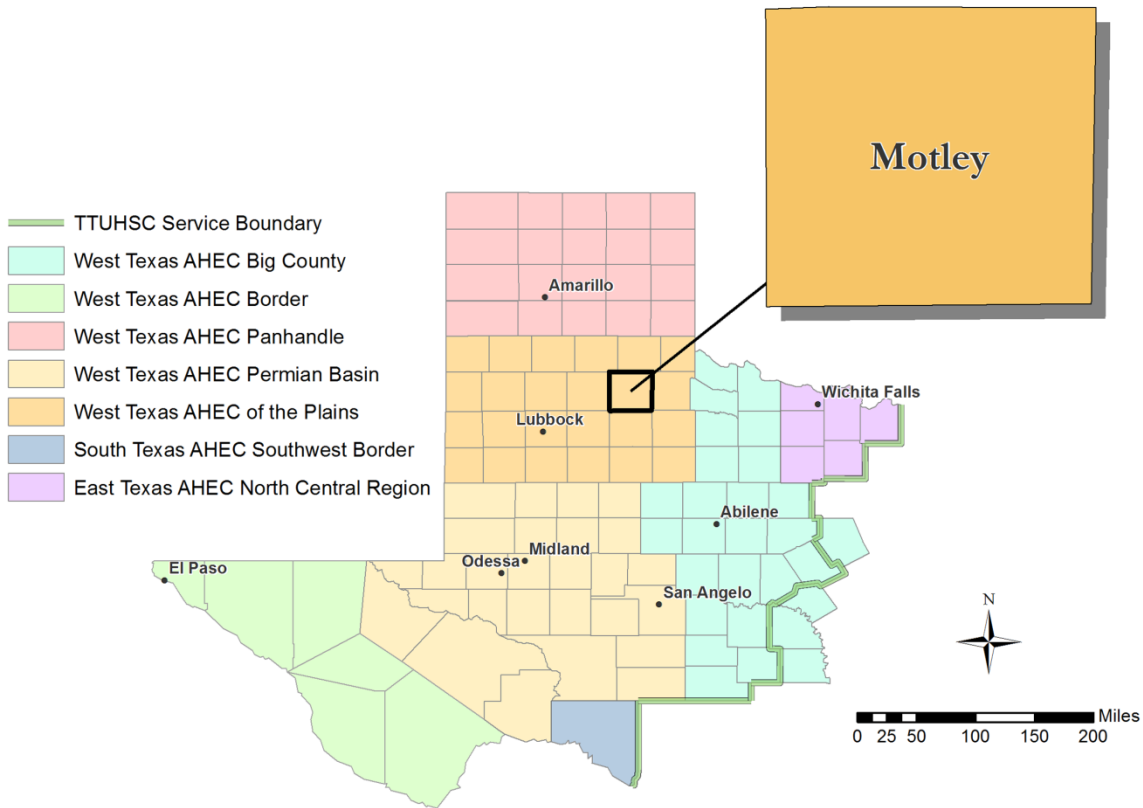 Motley
TTUHSC Service Boundary
West Texas AHEC Big County
West Texas AHEC Border
West Texas AHEC Panhandle
West Texas AHEC Permian Basin
West Texas AHEC of the Plains
South Texas AHEC Southwest Border
East Texas AHEC North Central Region
Amarillo
Wichita Falls
Lubbock
Abilene
Midland
Odessa
El Paso
San Angelo
N
Miles
0 25 50 100 150 200